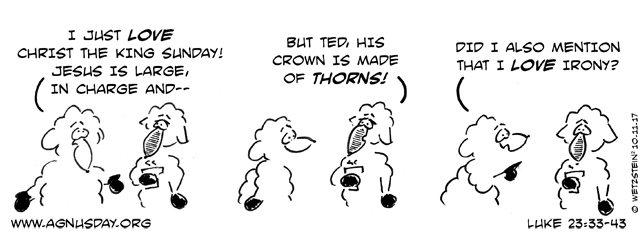 I JUST LOVE
CHRIST THE KING SUNDAY!
JESUS IS LARGE,
IN CHARGE AND--
BUT TED, HIS
CROWN IS MADE
OF THORNS!
DID I ALSO MENTION
THAT I LOVE IRONY?
© WETZSTEIN² 10.11.17
WWW.AGNUSDAY.ORG
LUKE 23:33-43